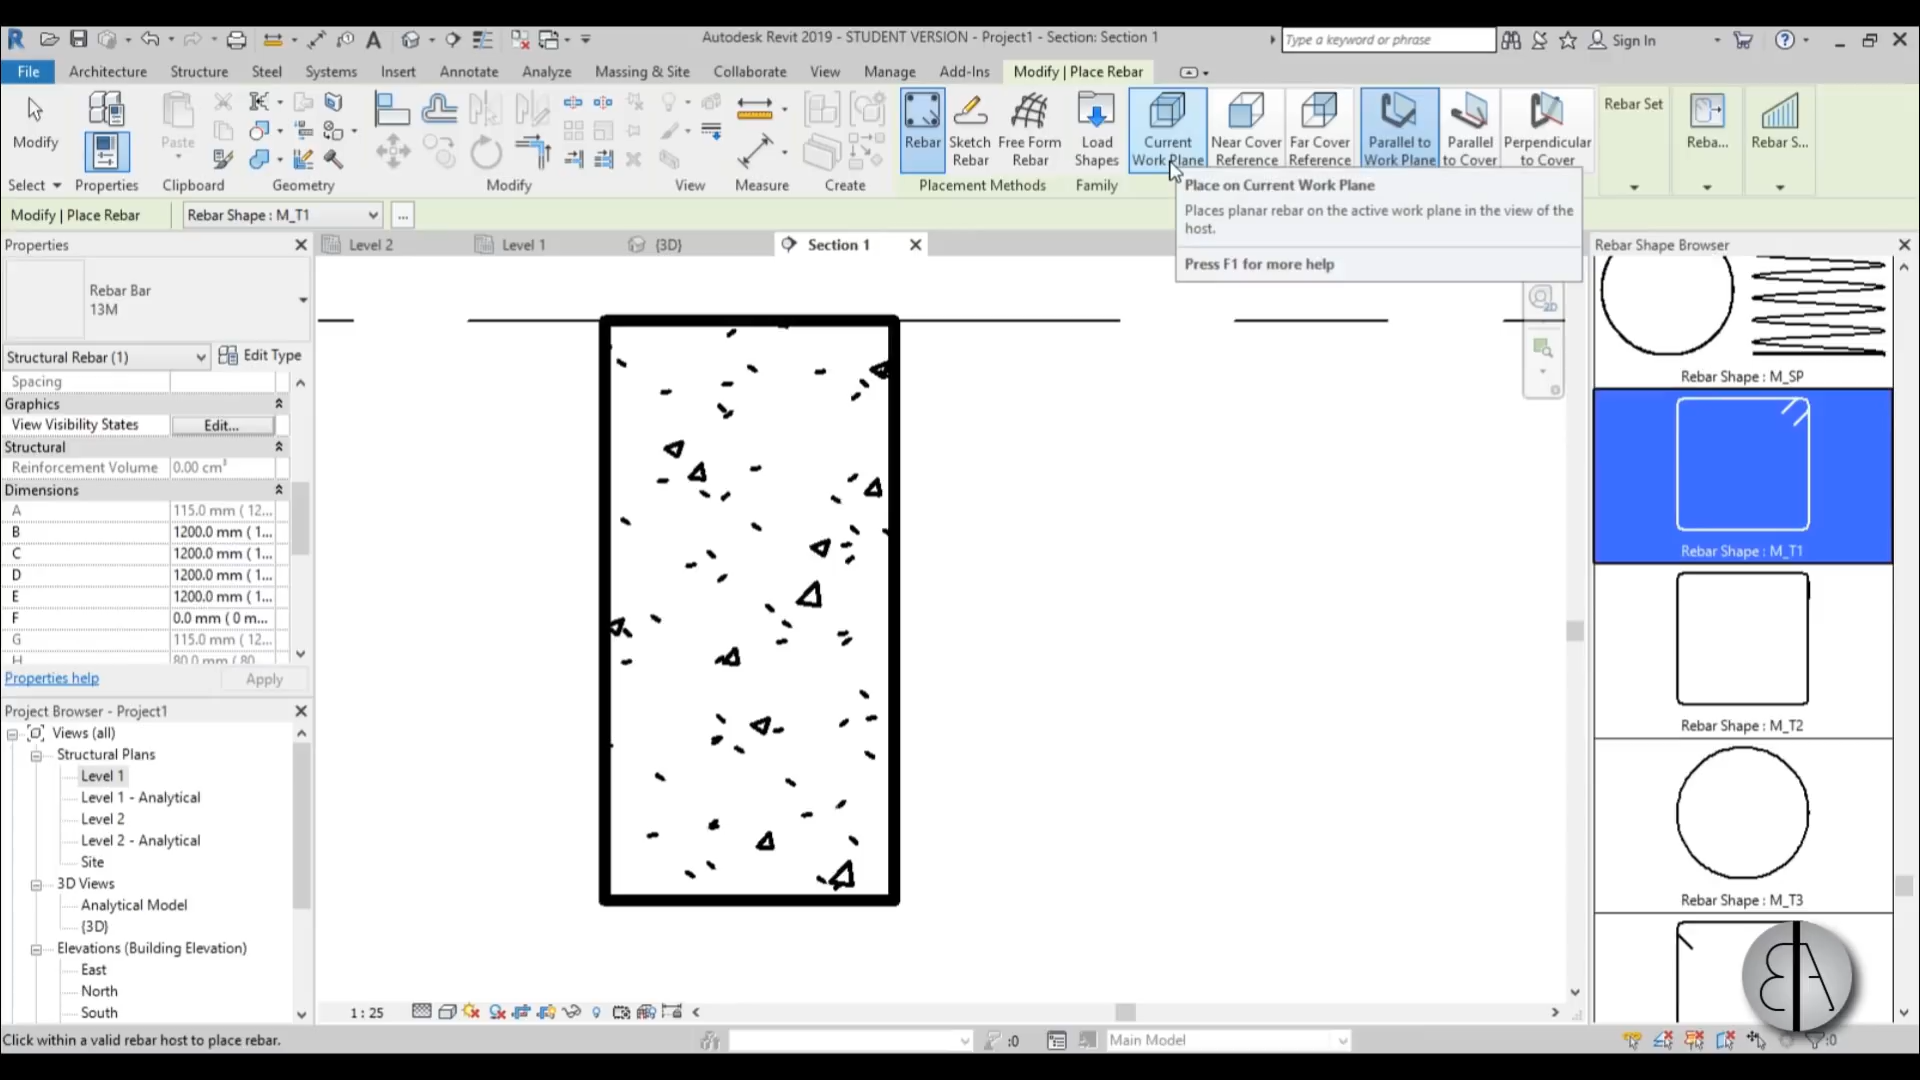 Autodesk Revit 2019 - STUDENT VERSION - Project1 - Section: Section 1
Type a keyword or phrase
Sign In
File Architecture Structure Steel Systems Insert Annotate Analyze Massing & Site Collaborate View Manage Add-Ins Modify | Place Rebar
Modify
Paste
Rebar
Sketch Rebar
Free Form Rebar
Load Shapes
Current Work Plane
Near Cover Reference
Far Cover Reference
Parallel to Work Plane
Parallel to Cover
Perpendicular to Cover
Rebar Set
Reba...
Rebar S...
Select Properties Clipboard Geometry Modify View Measure Create Placement Methods Family
Place on Current Work Plane
Places planar rebar on the active work plane in the view of the
host.
Press F1 for more help
Modify | Place Rebar
Rebar Shape : M_T1
...
Properties
Level 2
Level 1
{3D}
Section 1
Rebar Shape Browser
Rebar Bar
13M
Structural Rebar (1)
Edit Type
Spacing
Graphics
View Visibility States Edit...
Structural
Reinforcement Volume 0.00 cm³
Dimensions
A 115.0 mm ( 12...
B 1200.0 mm ( 1...
C 1200.0 mm ( 1...
D 1200.0 mm ( 1...
E 1200.0 mm ( 1...
F 0.0 mm ( 0 m...
G 115.0 mm ( 12...
H 80.0 mm ( 80
Properties help
Apply
Project Browser - Project1
Views (all)
Structural Plans
Level 1
Level 1 - Analytical
Level 2
Level 2 - Analytical
Site
3D Views
Analytical Model
{3D}
Elevations (Building Elevation)
East
North
South
2D
Rebar Shape : M_SP
Rebar Shape : M_T1
Rebar Shape : M_T2
Rebar Shape : M_T3
1 : 25
Click within a valid rebar host to place rebar.
:0
Main Model
:0